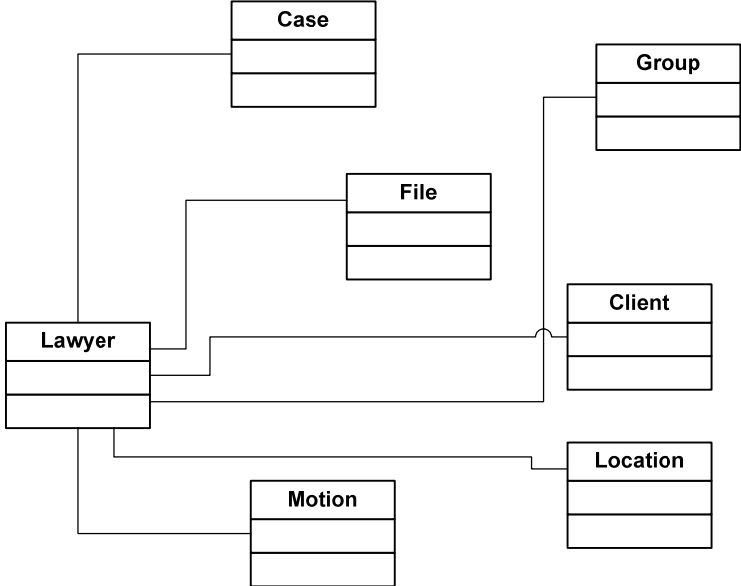 Case
Group
File
Client
Lawyer
Location
Motion